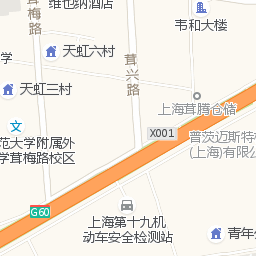 维也纳酒店
茸梅路
韦和大楼
天虹六村
茸兴路
天虹三村
上海茸腾仓储
X001
范大学附属外
学茸梅路校区
普茨迈斯特机
(上海)有限公
G60
上海第十九机
动车安全检测站
青年公